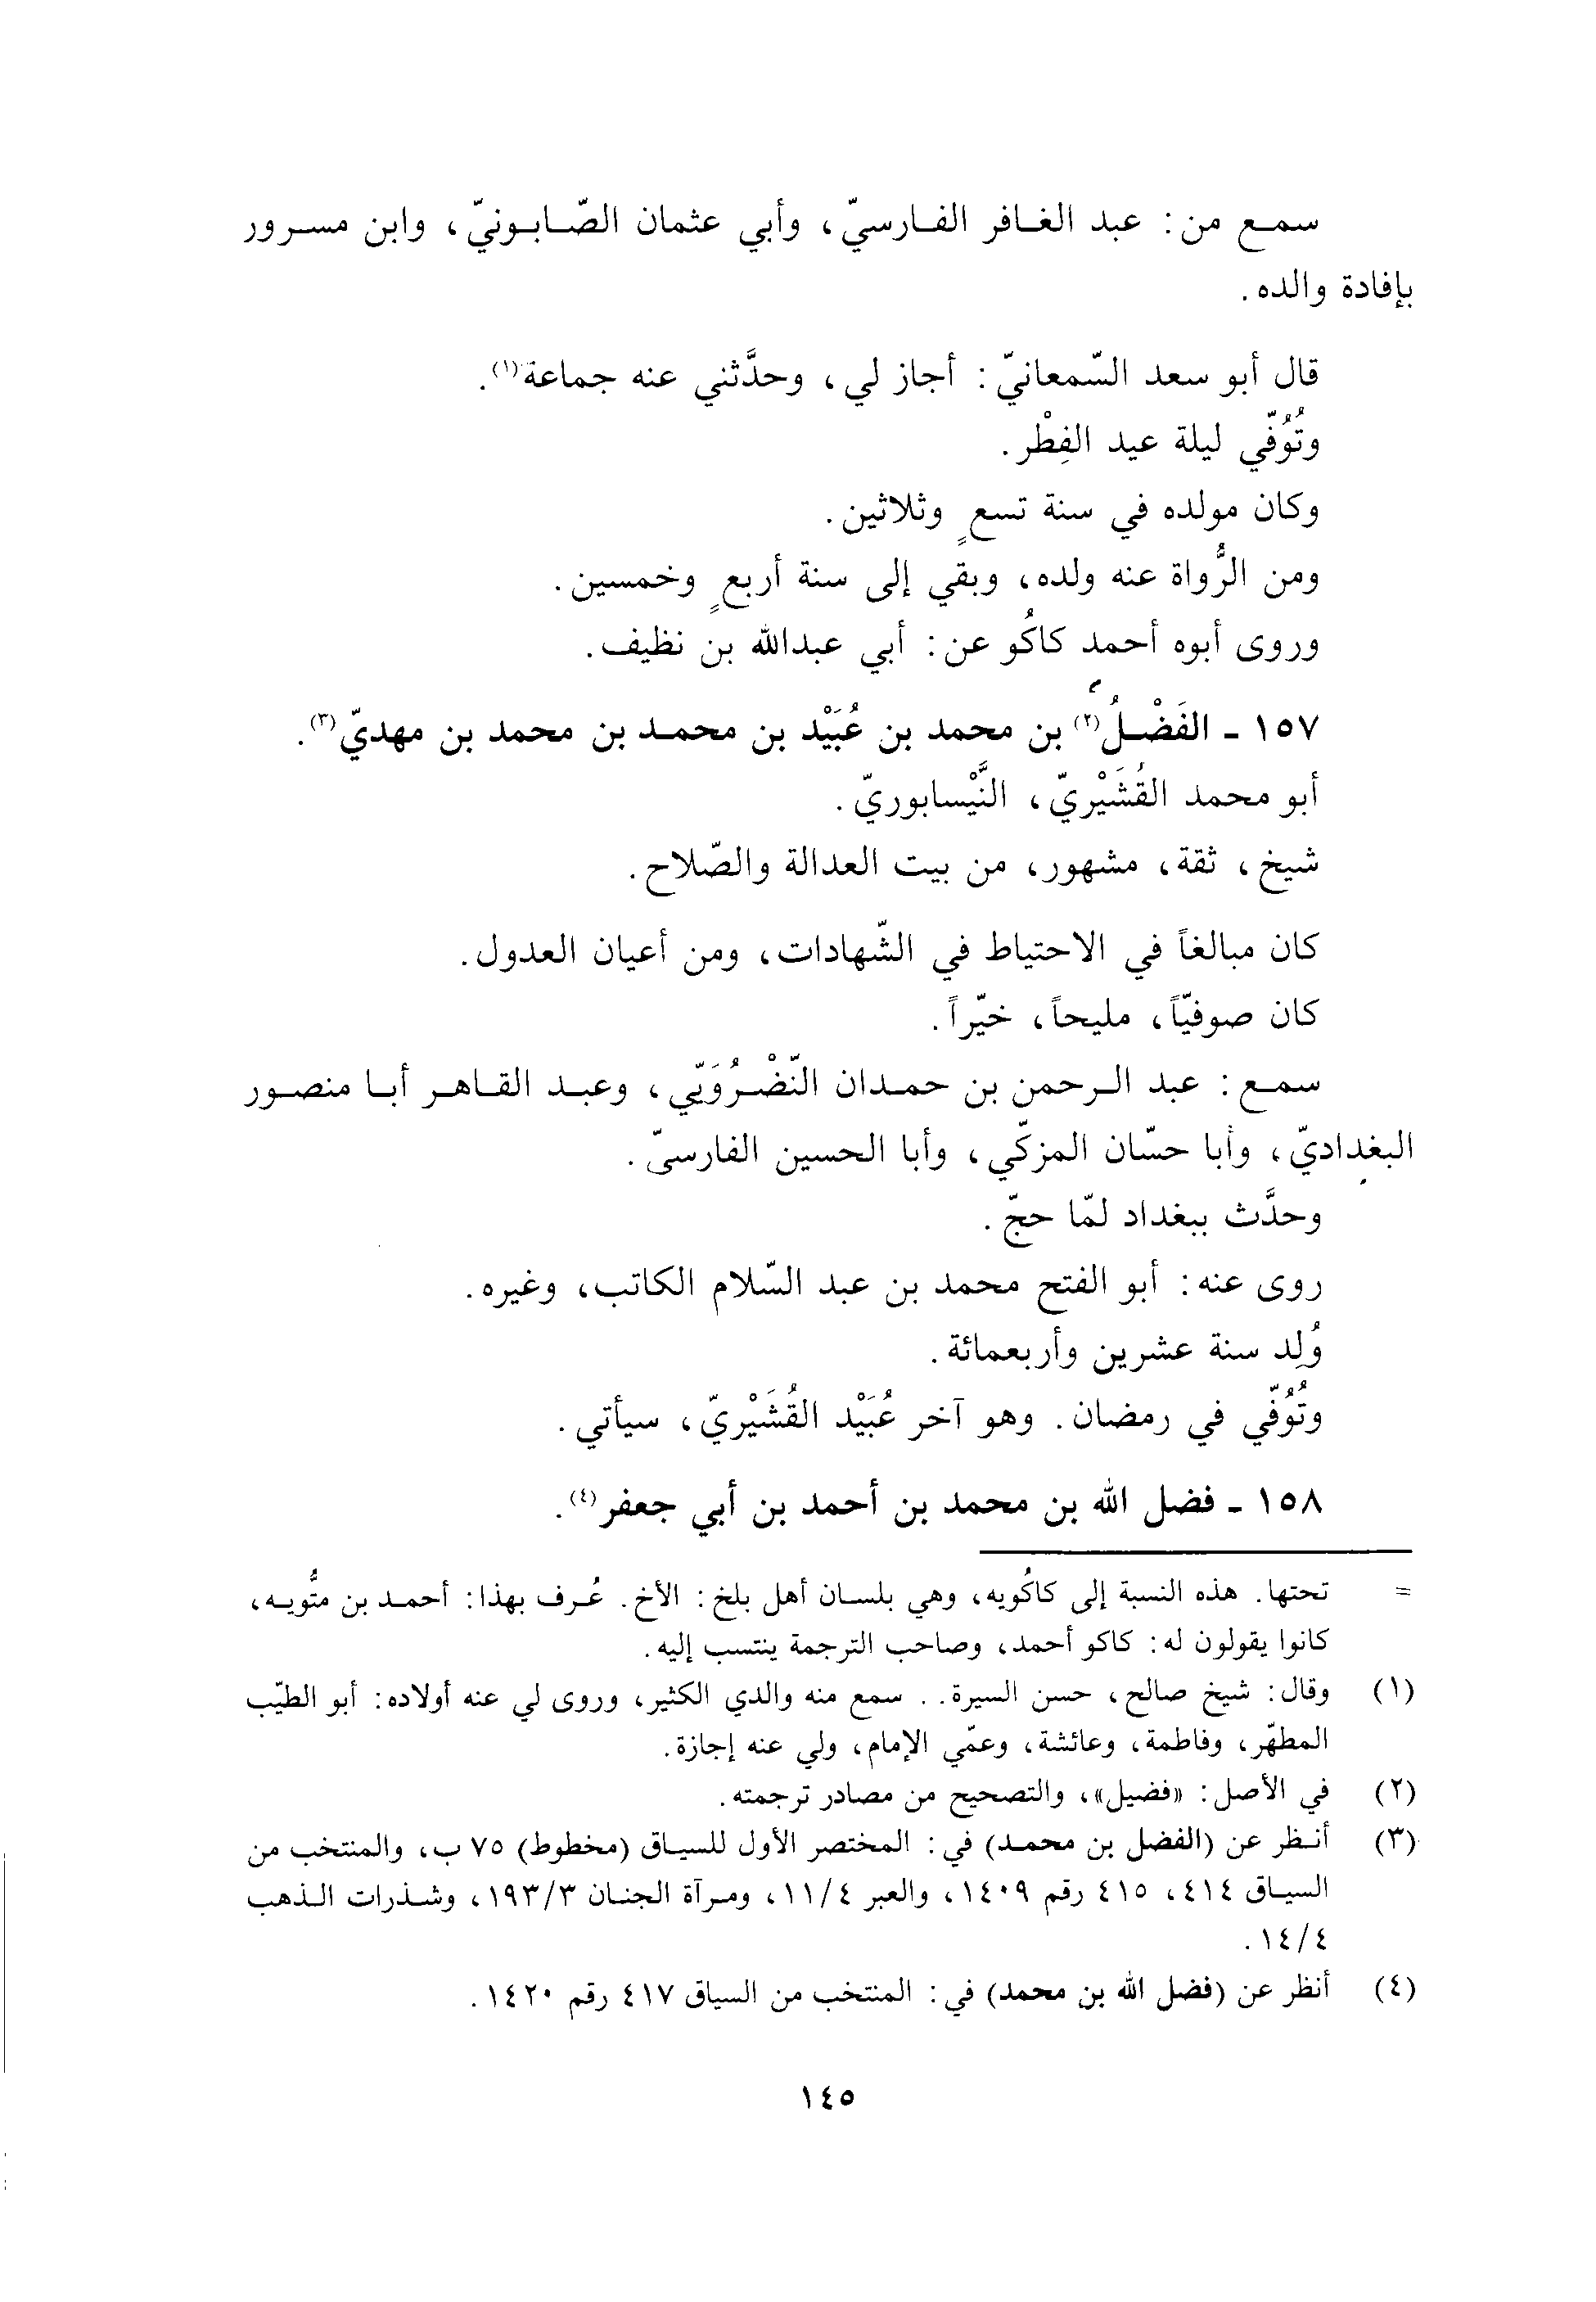 سمع من: عبد الغافر الفارسيّ، وأبي عثمان الصّابونيّ، وابن مسرور
بإفادة والده.
قال أبو سعد السّمعانيّ: أجاز لي، وحدَّثني عنه جماعة(١).
وتُوُفّي ليلة عيد الفِطْر.
وكان مولده في سنة تسعٍ وثلاثين.
ومن الرُّواة عنه ولده، وبقي إلى سنة أربعٍ وخمسين.
وروى أبوه أحمد كاكُو عن: أبي عبدالله بن نظيف.
١٥٧ - الفَضْلُ(٢) بن محمد بن عُبَيْد بن محمد بن محمد بن مهديّ(٣).
أبو محمد القُشَيْريّ، النَّيْسابوريّ.
شيخ، ثقة، مشهور، من بيت العدالة والصّلاح.
كان مبالغاً في الاحتياط في الشّهادات، ومن أعيان العدول.
كان صوفيّاً، مليحاً، خيّراً.
سمع: عبد الرحمن بن حمدان النّضْرُوَيّي، وعبد القاهر أبا منصور
البغداديّ، وأبا حسّان المزكّي، وأبا الحسين الفارسيّ.
وحدَّث ببغداد لمّا حجّ.
روى عنه: أبو الفتح محمد بن عبد السّلام الكاتب، وغيره.
وُلِد سنة عشرين وأربعمائة.
وتُوُفّي في رمضان. وهو آخر عُبَيْد القُشَيْريّ، سيأتي.
١٥٨ - فضل الله بن محمد بن أحمد بن أبي جعفر(٤).
= تحتها. هذه النسبة إلى كاكُويه، وهي بلسان أهل بلخ: الأخ. عُرف بهذا: أحمد بن متُّويه،
كانوا يقولون له: كاكو أحمد، وصاحب الترجمة ينتسب إليه.
(١) وقال: شيخ صالح، حسن السيرة.. سمع منه والدي الكثير، وروى لي عنه أولاده: أبو الطيّب
المطهّر، وفاطمة، وعائشة، وعمّي الإمام، ولي عنه إجازة.
(٢) في الأصل: «فضيل»، والتصحيح من مصادر ترجمته.
(٣) أنظر عن (الفضل بن محمد) في: المختصر الأول للسياق (مخطوط) ٧٥ ب، والمنتخب من
السياق ٤١٤، ٤١٥ رقم ١٤٠٩، والعبر ٤/١١، ومرآة الجنان ٣/١٩٣، وشذرات الذهب
٤/١٤.
(٤) أنظر عن (فضل الله بن محمد) في: المنتخب من السياق ٤١٧ رقم ١٤٢٠.
١٤٥